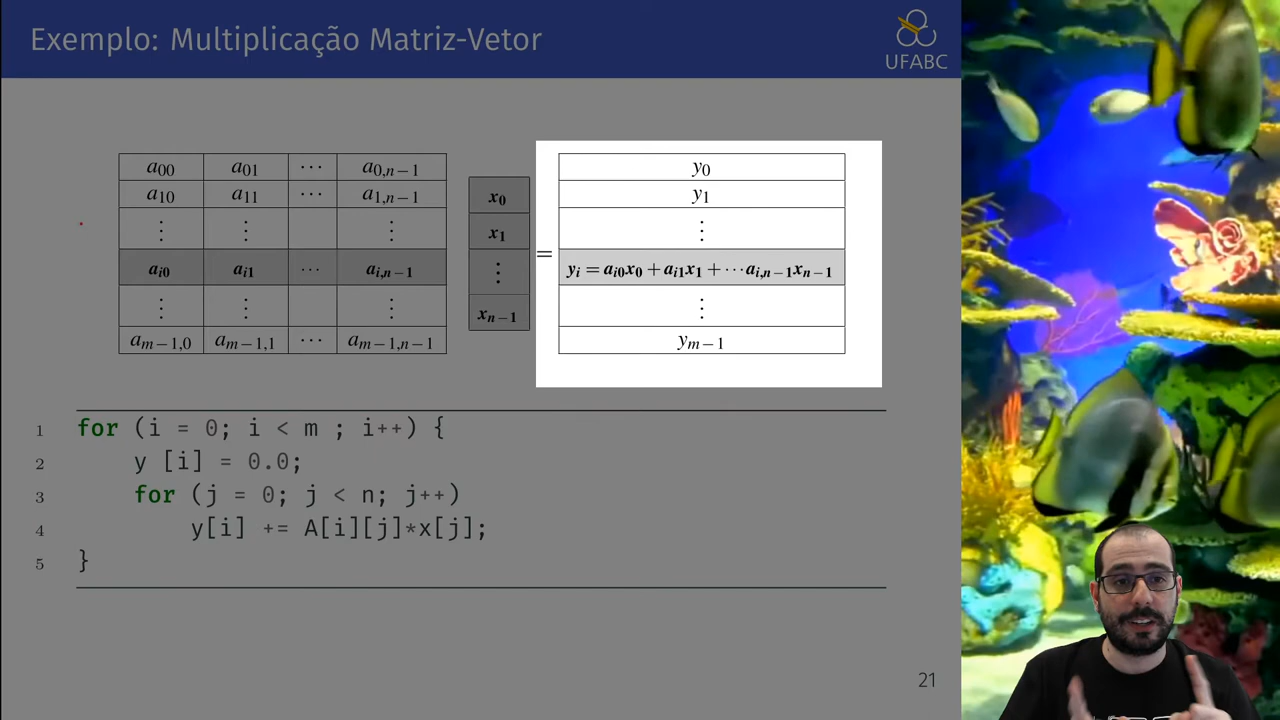 Exemplo: Multiplicação Matriz-Vetor
UFABC
a00 a01 ⋯ a0,n−1
a10 a11 ⋯ a1,n−1
⋮ ⋮ ⋮
ai0 ai1 ⋯ ai,n−1
⋮ ⋮ ⋮
am−1,0 am−1,1 ⋯ am−1,n−1
x0
x1
⋮
xn−1
=
y0
y1
⋮
yi = ai0x0 + ai1x1 + ⋯ai,n−1xn−1
⋮
ym−1
1 for (i = 0; i < m ; i++) {
2 y [i] = 0.0;
3 for (j = 0; j < n; j++)
4 y[i] += A[i][j]*x[j];
5 }
21